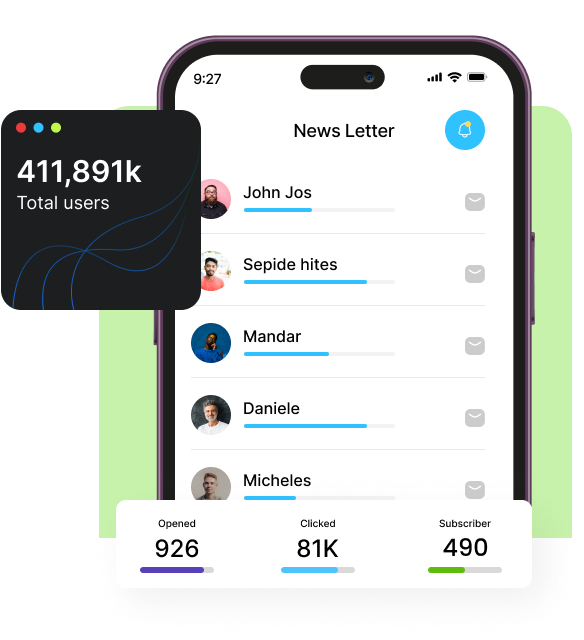 9:27
News Letter
411,891k
Total users
John Jos
Sepide hites
Mandar
Daniele
Micheles
Opened
Clicked
Subscriber
926
81K
490